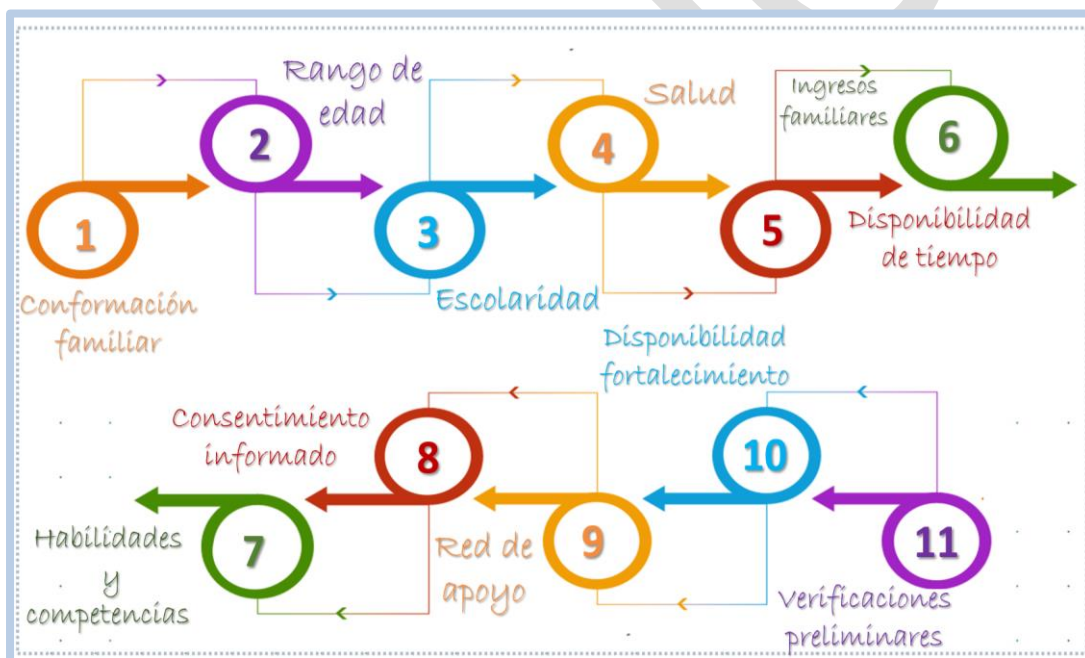 1
Conformación
familiar
2
Rango de
edad
3
Escolaridad
4
Salud
5
Disponibilidad
de tiempo
6
Ingresos
familiares
7
Habilidades
y
competencias
8
Consentimiento
informado
9
Red de
apoyo
10
Disponibilidad
fortalecimiento
11
Verificaciones
preliminares